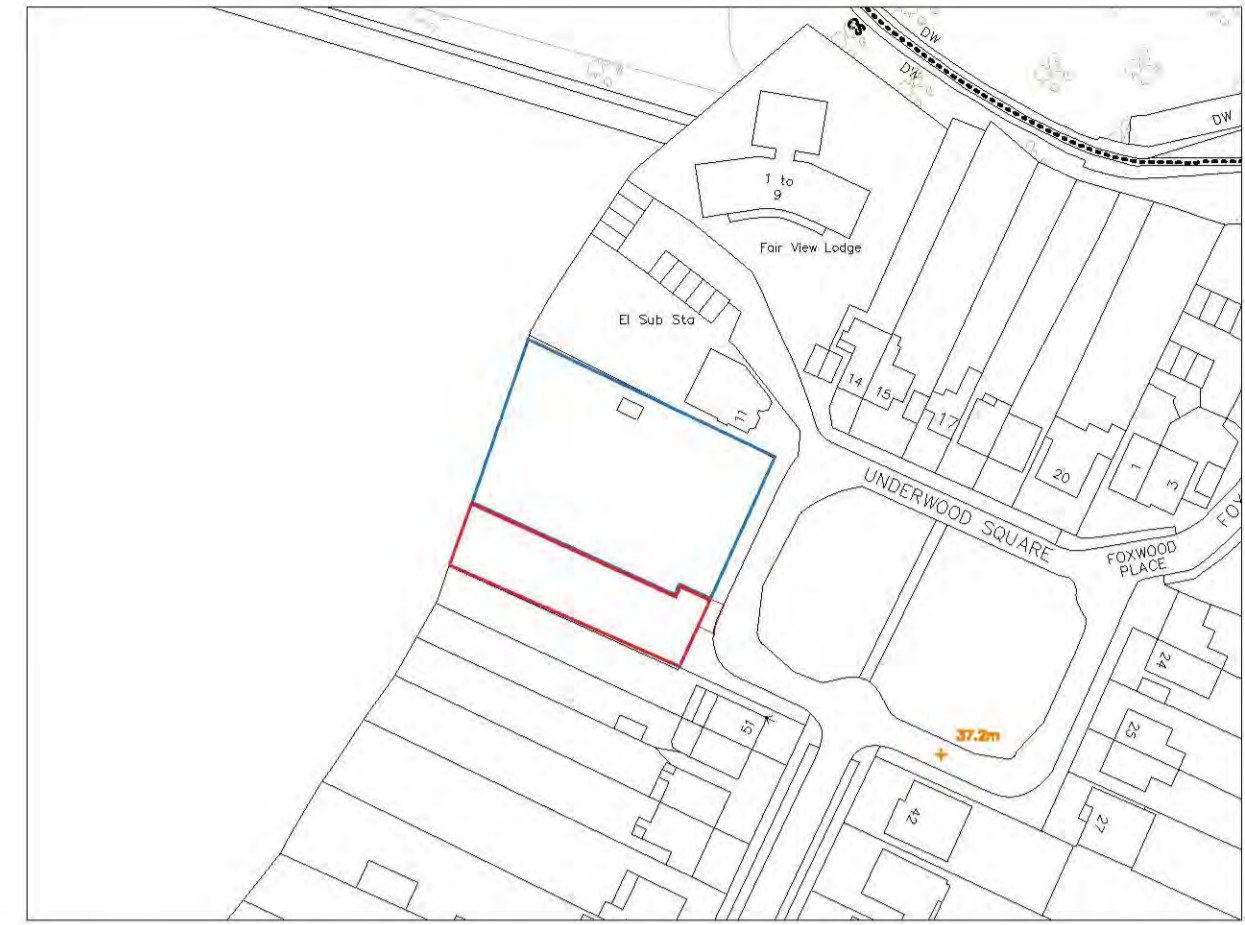 CS
DW
DW
DW
1 to
9
Fair View Lodge
El Sub Sta
11
14
15
17
20
1
3
UNDERWOOD SQUARE
FOXWOOD
PLACE
24
25
37.2m
51
42
27